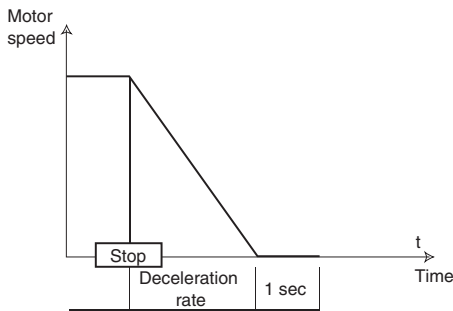 Motor
speed
Stop
t
Time
Deceleration
rate
1 sec